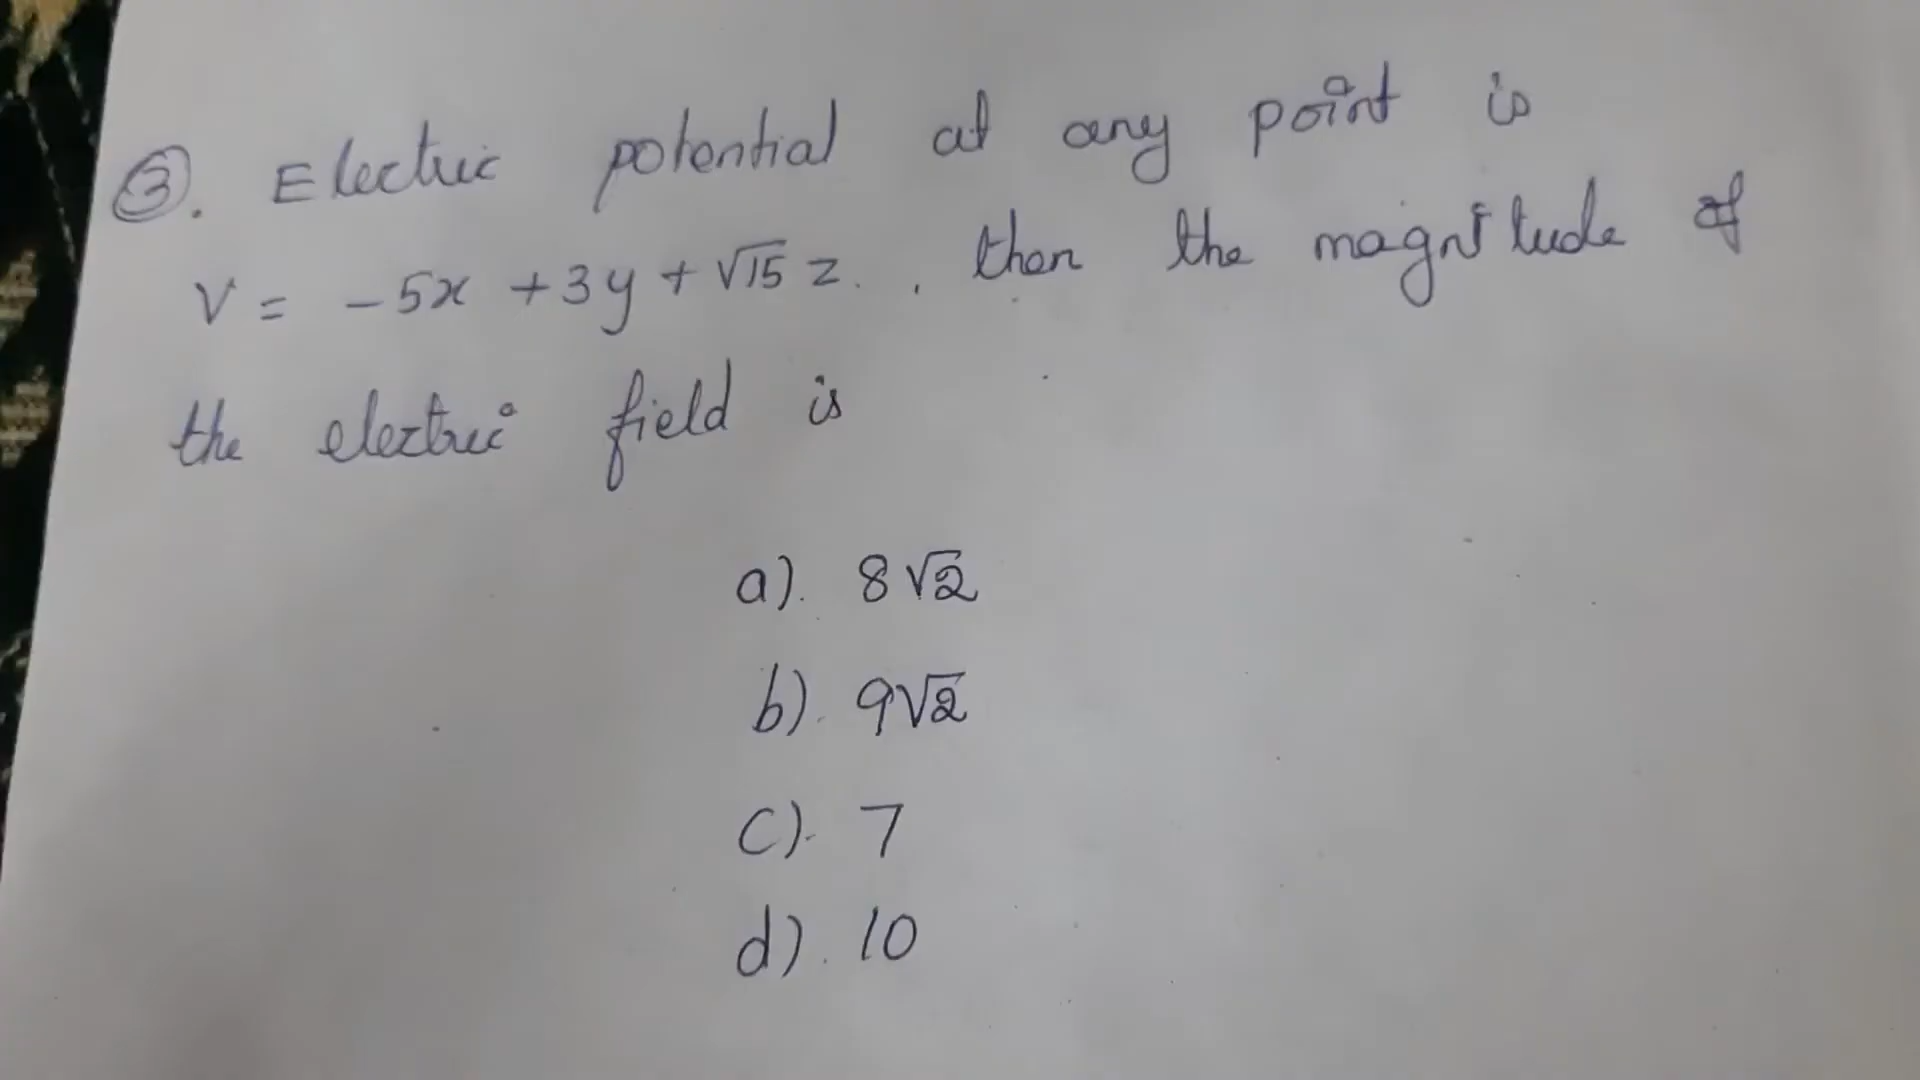 ③. Electric potential at any point is
V = -5x + 3y + √15 z. , then the magnitude of
the electric field is
a). 8√2
b). 9√2
c). 7
d). 10